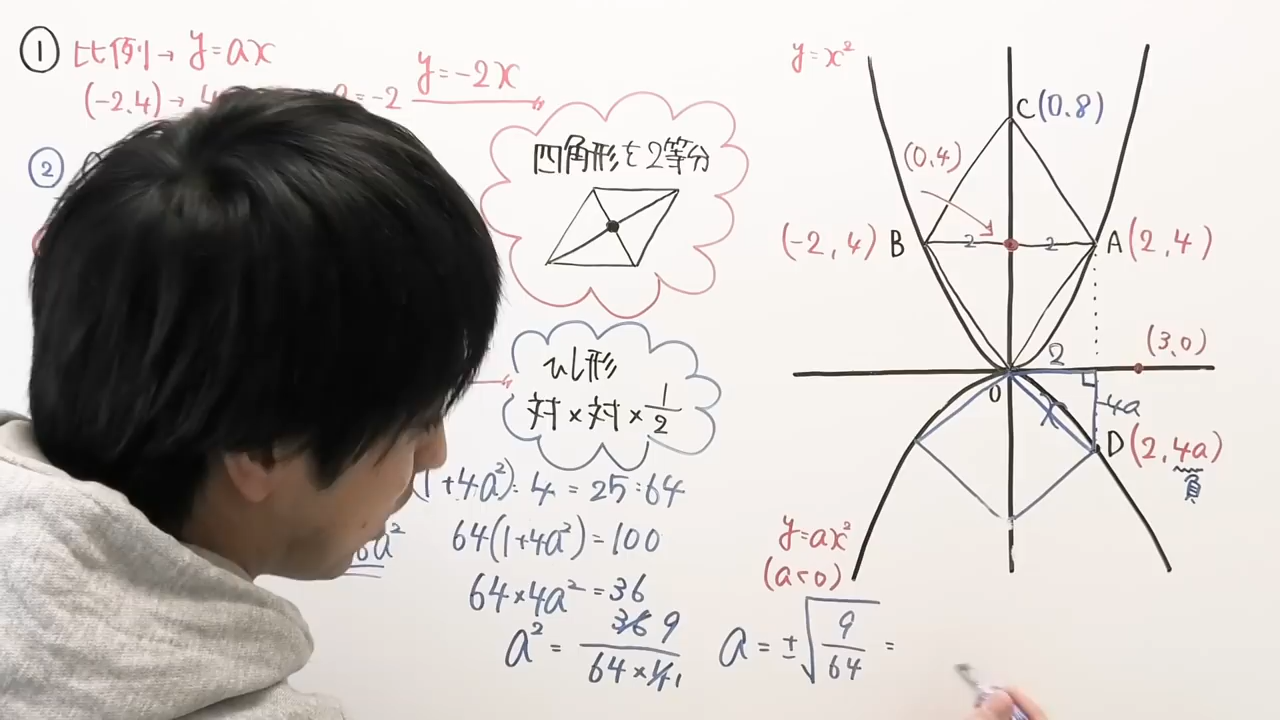 ① 比例→ y=ax
(-2.4)→ 4
a=-2
y=-2x
②
四角形を2等分
ひし形
対×対×1/2
(1+4a²):4=25:64
64(1+4a²)=100
64×4a²=36
a²=36 9/64×4 1
a=±√9/64 =
6a²
y=x²
C(0.8)
(0,4)
(-2,4) B
2
2
A(2,4)
(3,0)
2
0
-4a
x
D(2,4a)
負
y=ax²
(a<0)